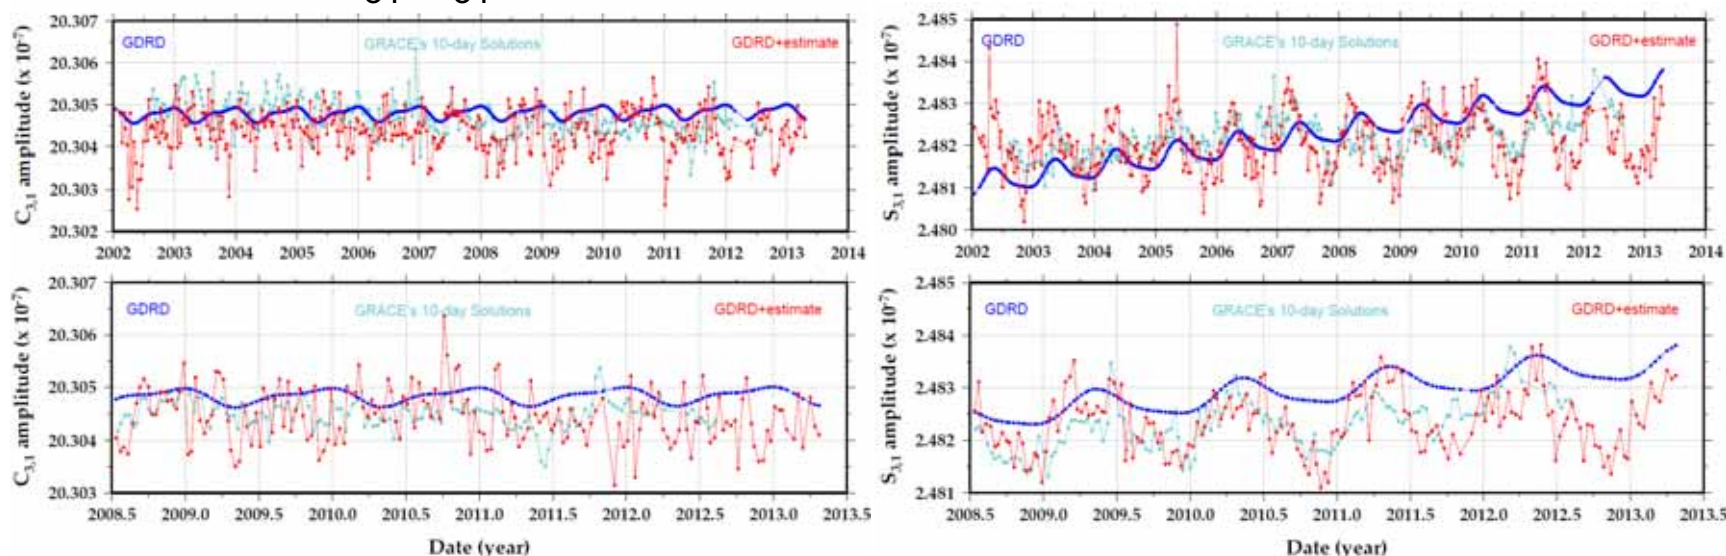 GDRD
GRACE's 10-day Solutions
GDRD+estimate
C3,1 amplitude (x 10-7)
20.307
20.306
20.305
20.304
20.303
20.302
2002 2003 2004 2005 2006 2007 2008 2009 2010 2011 2012 2013 2014
GDRD
GRACE's 10-day Solutions
GDRD+estimate
S3,1 amplitude (x 10-7)
2.485
2.484
2.483
2.482
2.481
2.480
2002 2003 2004 2005 2006 2007 2008 2009 2010 2011 2012 2013 2014
GDRD
GRACE's 10-day Solutions
GDRD+estimate
C3,1 amplitude (x 10-7)
20.307
20.306
20.305
20.304
20.303
2008.5 2009.0 2009.5 2010.0 2010.5 2011.0 2011.5 2012.0 2012.5 2013.0 2013.5
Date (year)
GDRD
GRACE's 10-day Solutions
GDRD+estimate
S3,1 amplitude (x 10-7)
2.485
2.484
2.483
2.482
2.481
2008.5 2009.0 2009.5 2010.0 2010.5 2011.0 2011.5 2012.0 2012.5 2013.0 2013.5
Date (year)